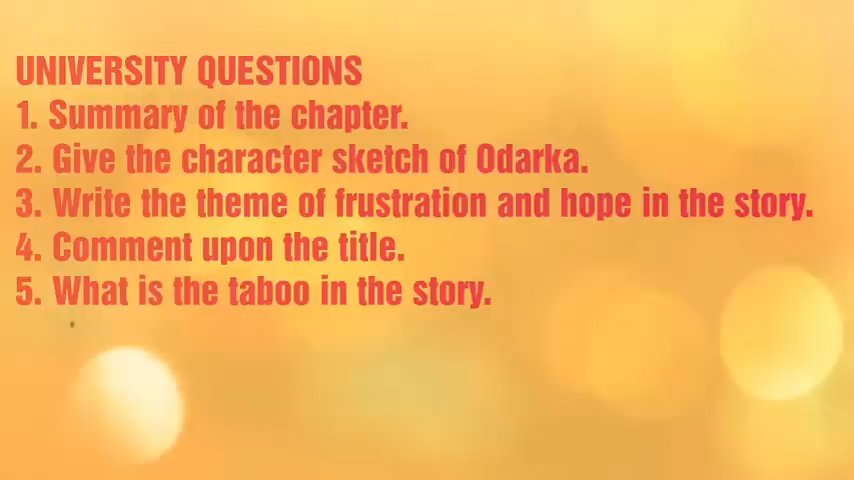 UNIVERSITY QUESTIONS
1. Summary of the chapter.
2. Give the character sketch of Odarka.
3. Write the theme of frustration and hope in the story.
4. Comment upon the title.
5. What is the taboo in the story.